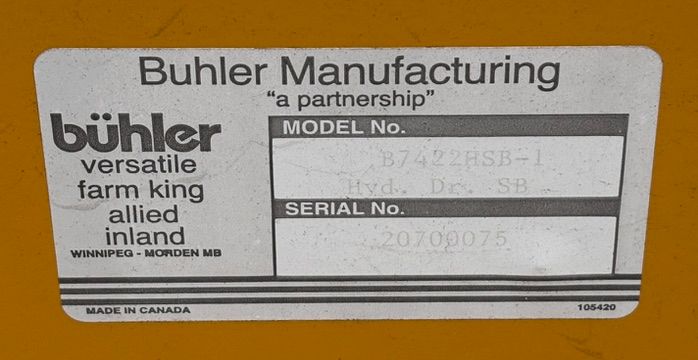 Buhler Manufacturing
"a partnership"
bühler
versatile
farm king
allied
inland
WINNIPEG - MORDEN MB
MODEL No.
B7422HSB-1
Hyd. Dr. SB
SERIAL No.
20700075
MADE IN CANADA
105420